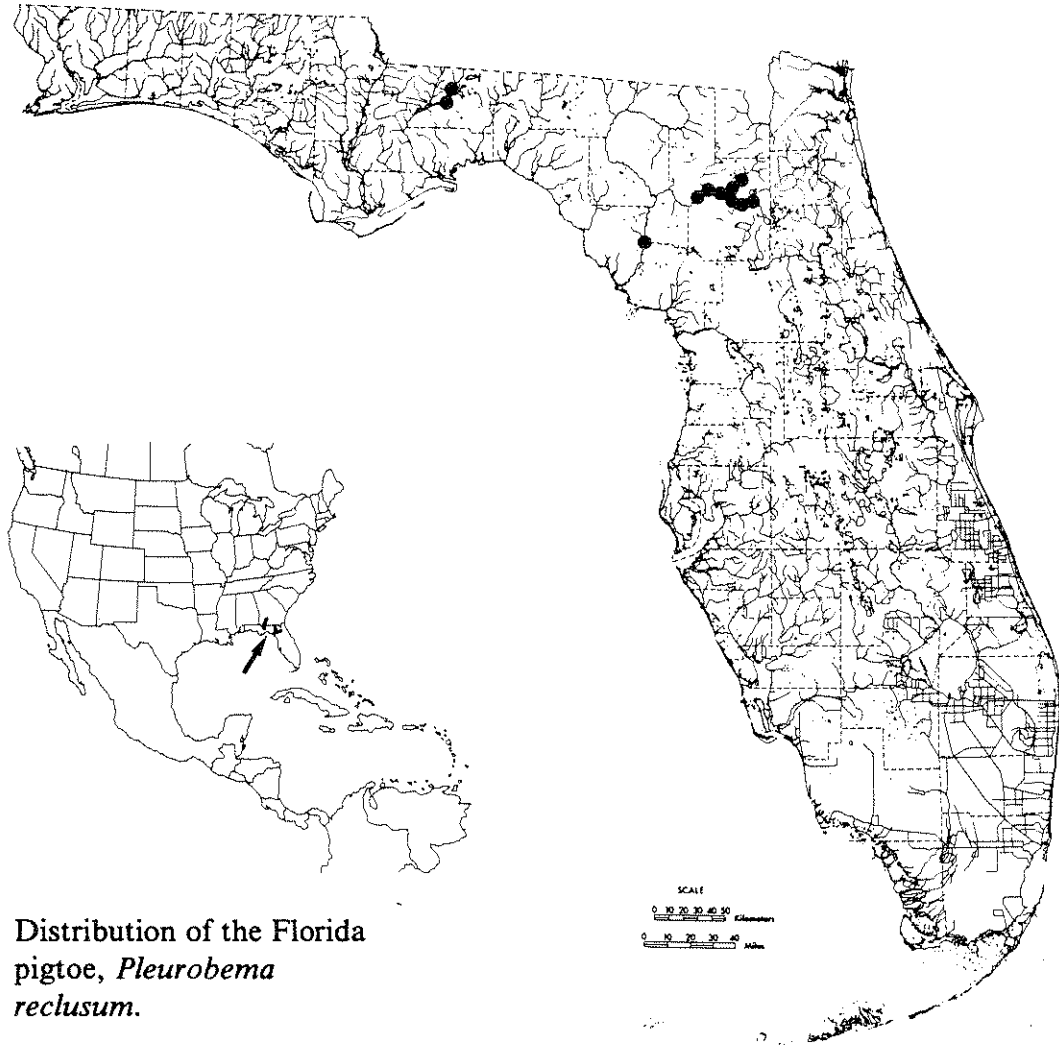 SCALE
0 10 20 30 40 50 Kilometers
0 10 20 30 40 Miles
Distribution of the Florida
pigtoe, Pleurobema
reclusum.